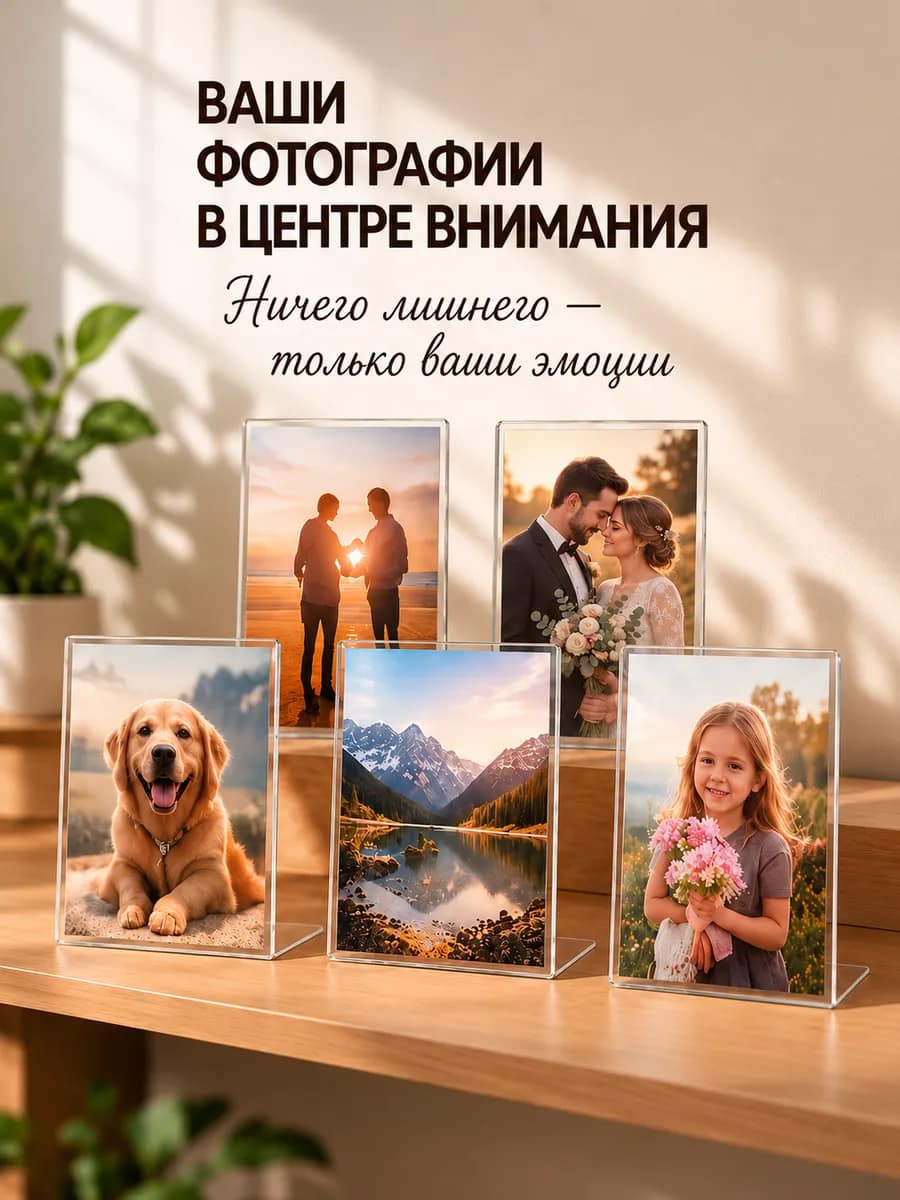 ВАШИ
ФОТОГРАФИИ
В ЦЕНТРЕ ВНИМАНИЯ
Ничего лишнего –
только ваши эмоции